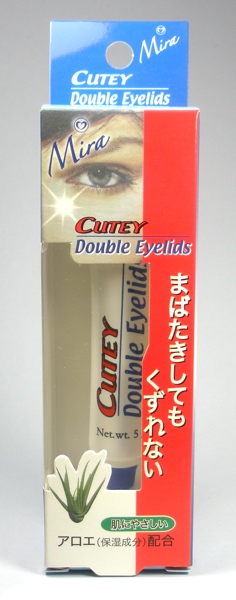 Mira
CUTEY
Double Eyelids
Mira
CUTEY
Double Eyelids
まばたきしても
くずれない
CUTEY
Double Eyelid
Net.wt. 5
肌にやさしい
アロエ（保湿成分）配合